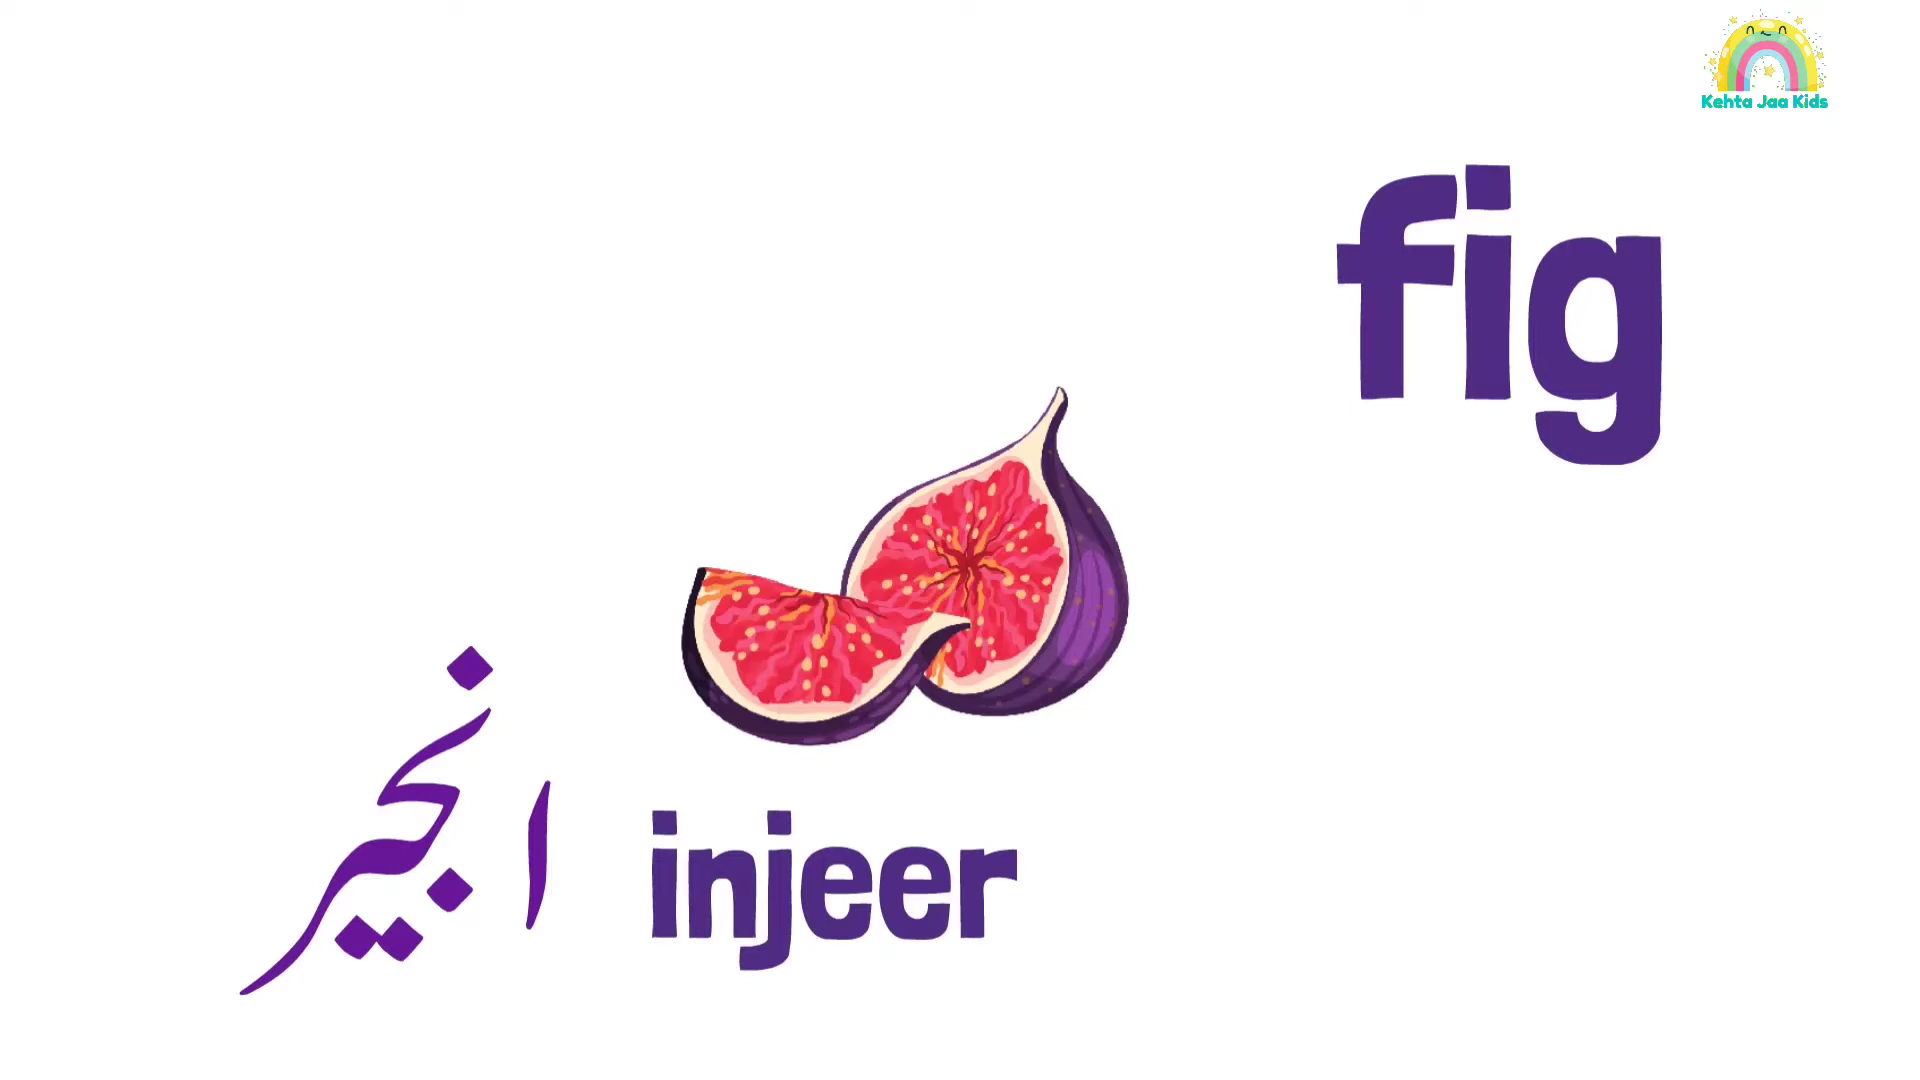 Kehta Jaa Kids
fig
انجیر
injeer